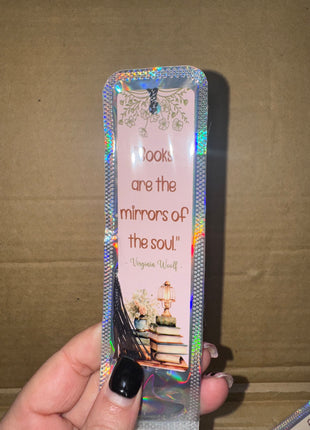 "Books
are the
mirrors of
the soul."
- Virginia Woolf -